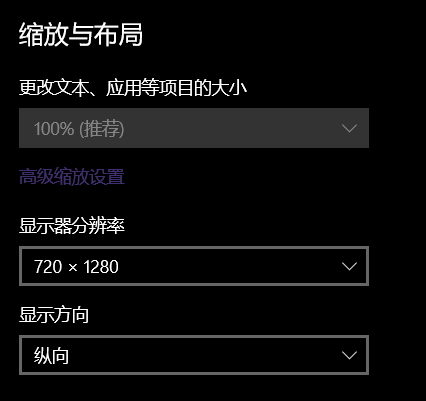 缩放与布局
更改文本、应用等项目的大小
100% (推荐)
高级缩放设置
显示器分辨率
720 × 1280
显示方向
纵向